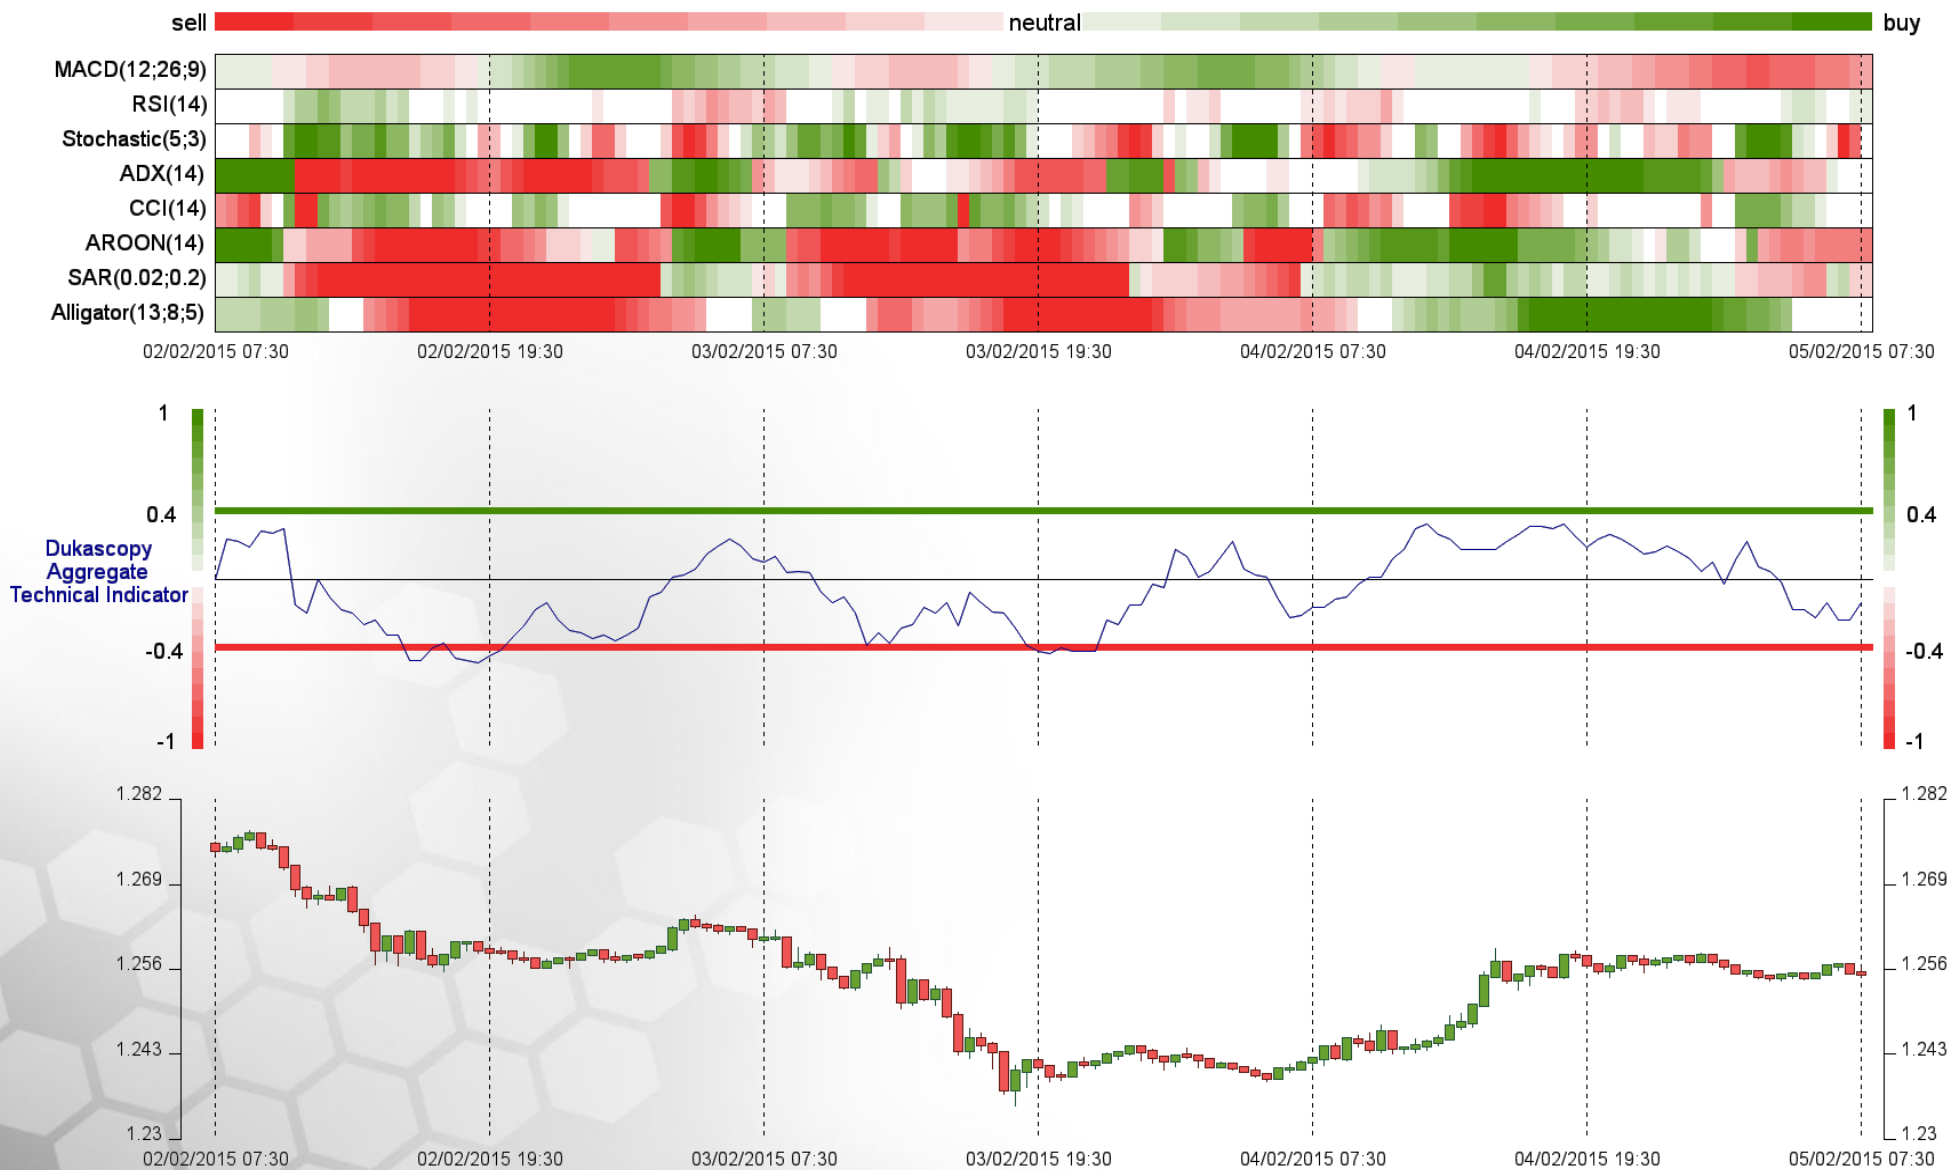 sell neutral buy
MACD(12;26;9)
RSI(14)
Stochastic(5;3)
ADX(14)
CCI(14)
AROON(14)
SAR(0.02;0.2)
Alligator(13;8;5)
02/02/2015 07:30 02/02/2015 19:30 03/02/2015 07:30 03/02/2015 19:30 04/02/2015 07:30 04/02/2015 19:30 05/02/2015 07:30
1 1
0.4 0.4
Dukascopy
Aggregate
Technical Indicator
-0.4 -0.4
-1 -1
1.282 1.282
1.269 1.269
1.256 1.256
1.243 1.243
1.23 1.23
02/02/2015 07:30 02/02/2015 19:30 03/02/2015 07:30 03/02/2015 19:30 04/02/2015 07:30 04/02/2015 19:30 05/02/2015 07:30